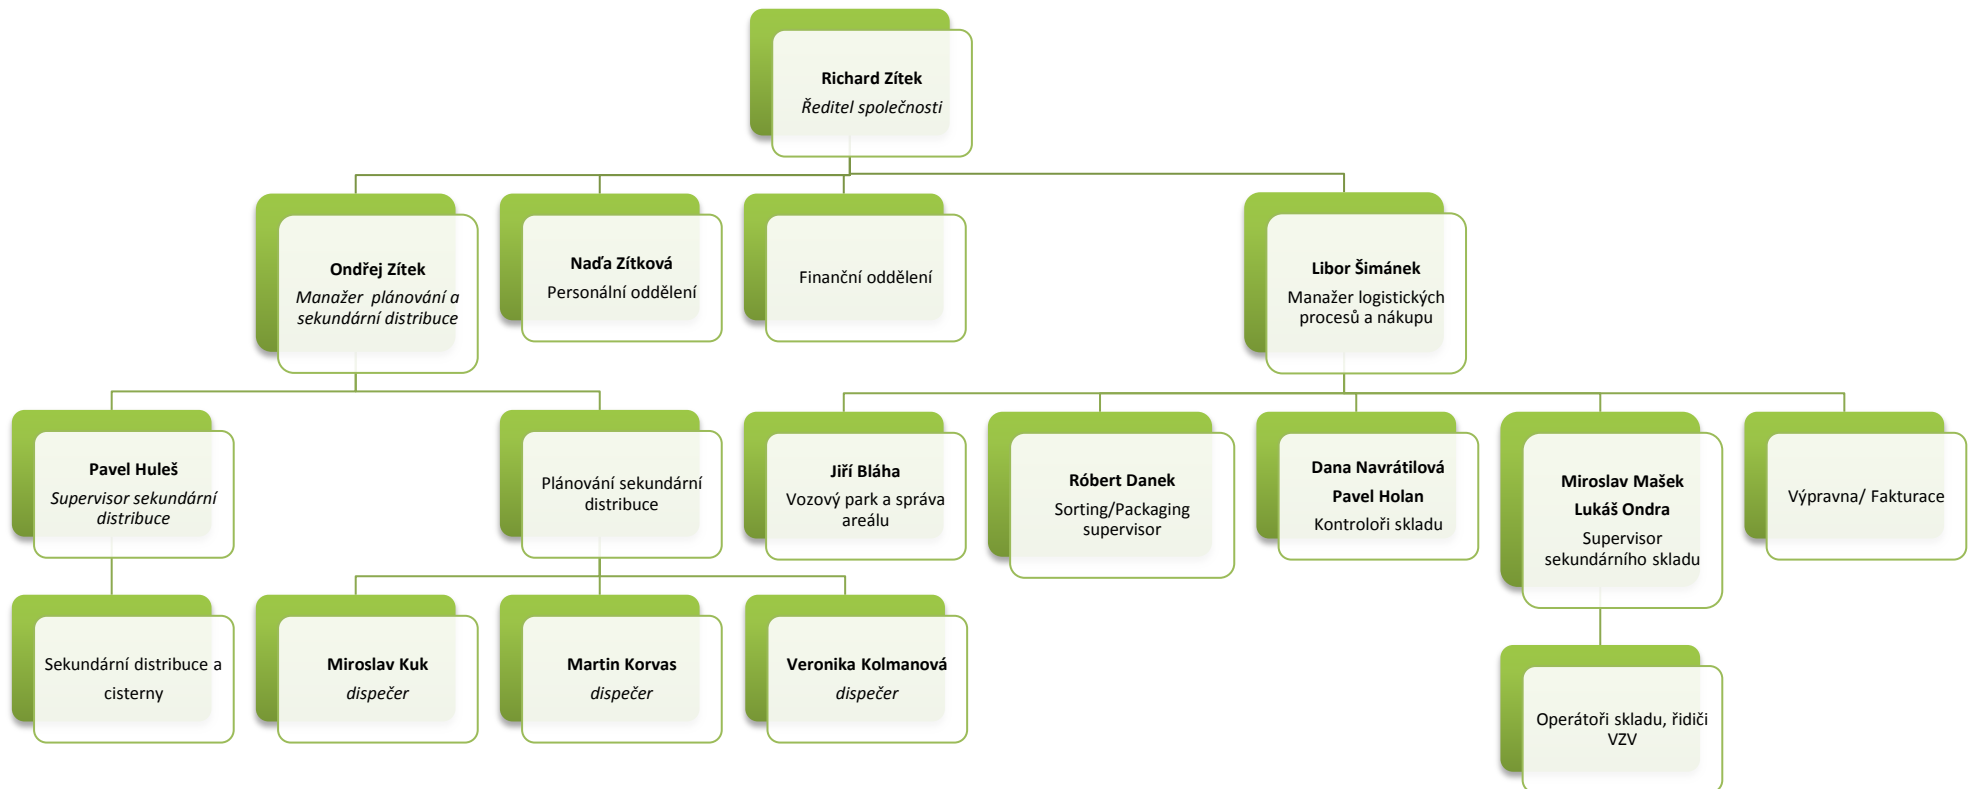 Richard Zítek
Ředitel společnosti
Ondřej Zítek
Manažer plánování a
sekundární distribuce
Naďa Zítková
Personální oddělení
Finanční oddělení
Libor Šimánek
Manažer logistických
procesů a nákupu
Pavel Huleš
Supervisor sekundární
distribuce
Plánování sekundární
distribuce
Jiří Bláha
Vozový park a správa
areálu
Róbert Danek
Sorting/Packaging
supervisor
Dana Navrátilová
Pavel Holan
Kontroloři skladu
Miroslav Mašek
Lukáš Ondra
Supervisor
sekundárního skladu
Výpravna/ Fakturace
Sekundární distribuce a
cisterny
Miroslav Kuk
dispečer
Martin Korvas
dispečer
Veronika Kolmanová
dispečer
Operátoři skladu, řidiči
VZV